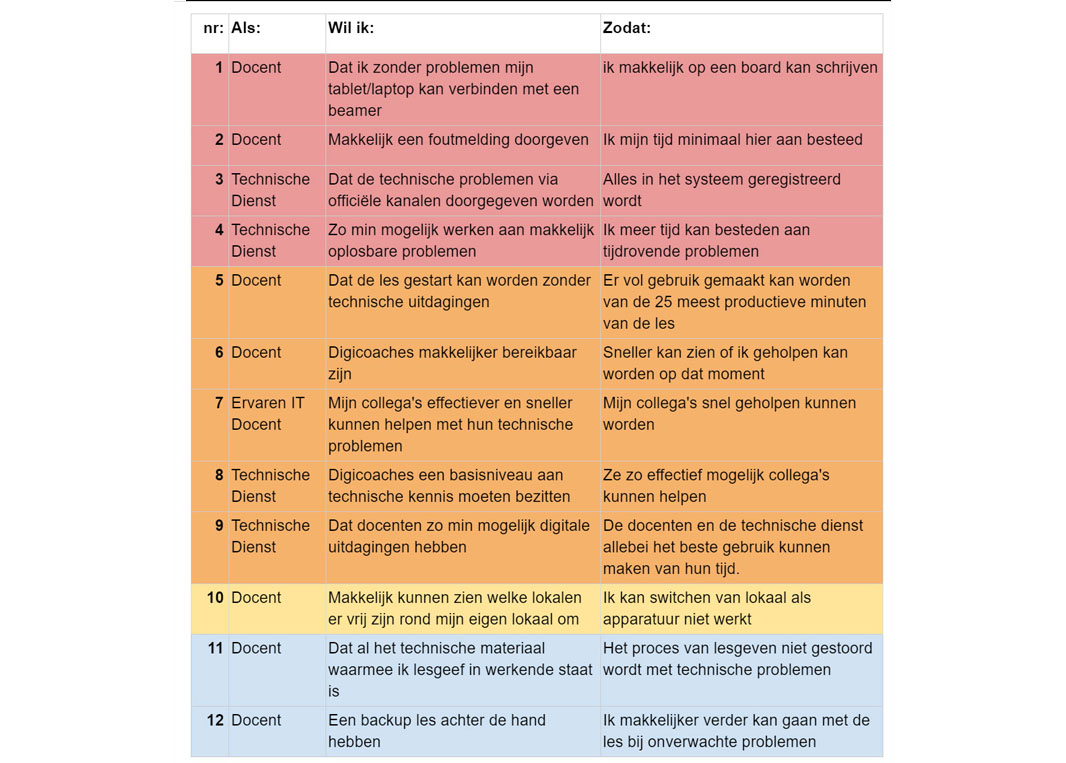 nr: Als: Wil ik: Zodat:
1 Docent Dat ik zonder problemen mijn tablet/laptop kan verbinden met een beamer ik makkelijk op een board kan schrijven
2 Docent Makkelijk een foutmelding doorgeven Ik mijn tijd minimaal hier aan besteed
3 Technische Dienst Dat de technische problemen via officiële kanalen doorgegeven worden Alles in het systeem geregistreerd wordt
4 Technische Dienst Zo min mogelijk werken aan makkelijk oplosbare problemen Ik meer tijd kan besteden aan tijdrovende problemen
5 Docent Dat de les gestart kan worden zonder technische uitdagingen Er vol gebruik gemaakt kan worden van de 25 meest productieve minuten van de les
6 Docent Digicoaches makkelijker bereikbaar zijn Sneller kan zien of ik geholpen kan worden op dat moment
7 Ervaren IT Docent Mijn collega's effectiever en sneller kunnen helpen met hun technische problemen Mijn collega's snel geholpen kunnen worden
8 Technische Dienst Digicoaches een basisniveau aan technische kennis moeten bezitten Ze zo effectief mogelijk collega's kunnen helpen
9 Technische Dienst Dat docenten zo min mogelijk digitale uitdagingen hebben De docenten en de technische dienst allebei het beste gebruik kunnen maken van hun tijd.
10 Docent Makkelijk kunnen zien welke lokalen er vrij zijn rond mijn eigen lokaal om Ik kan switchen van lokaal als apparatuur niet werkt
11 Docent Dat al het technische materiaal waarmee ik lesgeef in werkende staat is Het proces van lesgeven niet gestoord wordt met technische problemen
12 Docent Een backup les achter de hand hebben Ik makkelijker verder kan gaan met de les bij onverwachte problemen